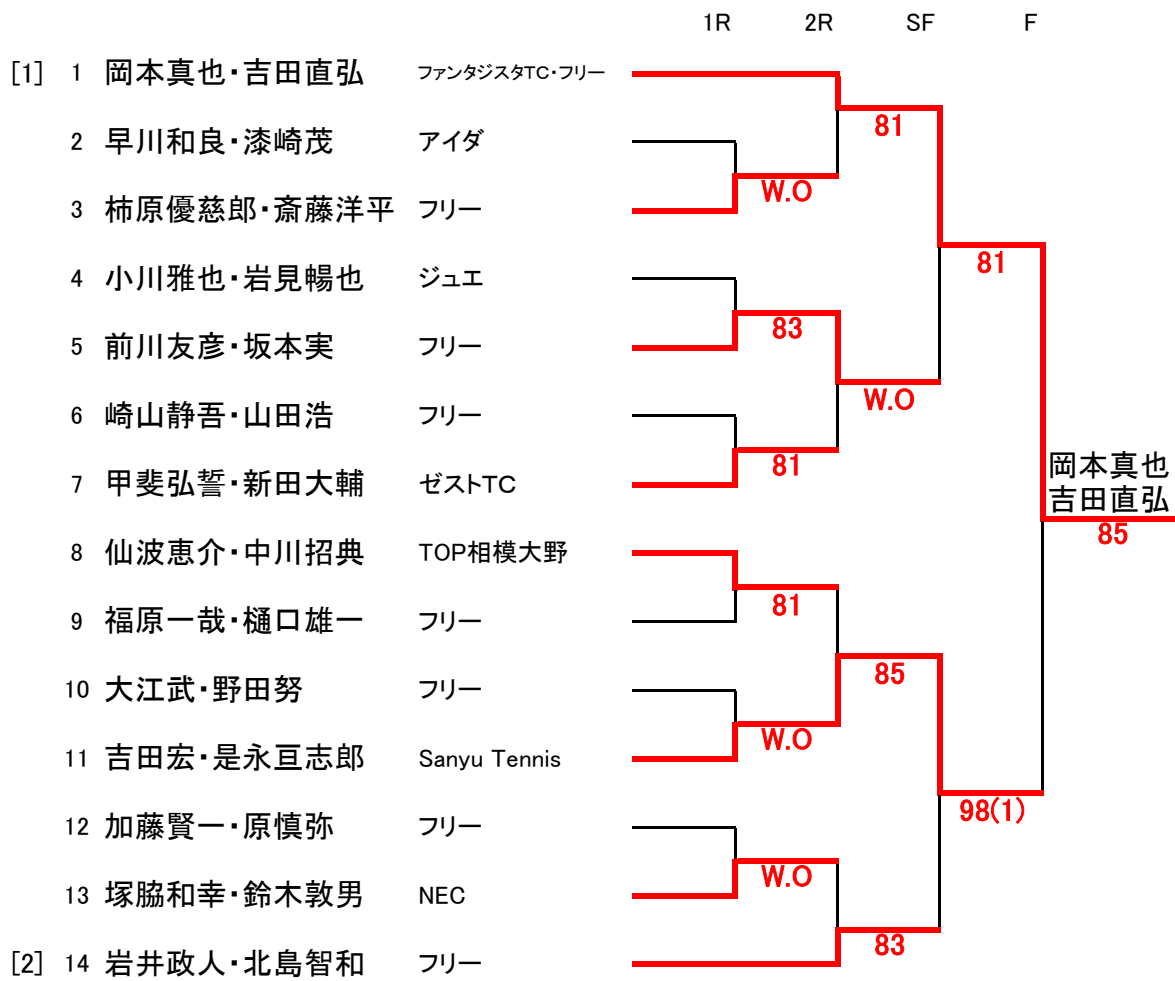 1R 2R SF F
[1] 1 岡本真也・吉田直弘 ファンタジスタTC・フリー
81
2 早川和良・漆崎茂 アイダ
W.O
3 柿原優慈郎・斎藤洋平 フリー
81
4 小川雅也・岩見暢也 ジュエ
83
5 前川友彦・坂本実 フリー
W.O
6 崎山静吾・山田浩 フリー
81
7 甲斐弘誓・新田大輔 ゼストTC
岡本真也
吉田直弘
85
8 仙波恵介・中川招典 TOP相模大野
81
9 福原一哉・樋口雄一 フリー
85
10 大江武・野田努 フリー
W.O
11 吉田宏・是永亘志郎 Sanyu Tennis
98(1)
12 加藤賢一・原慎弥 フリー
W.O
13 塚脇和幸・鈴木敦男 NEC
83
[2] 14 岩井政人・北島智和 フリー